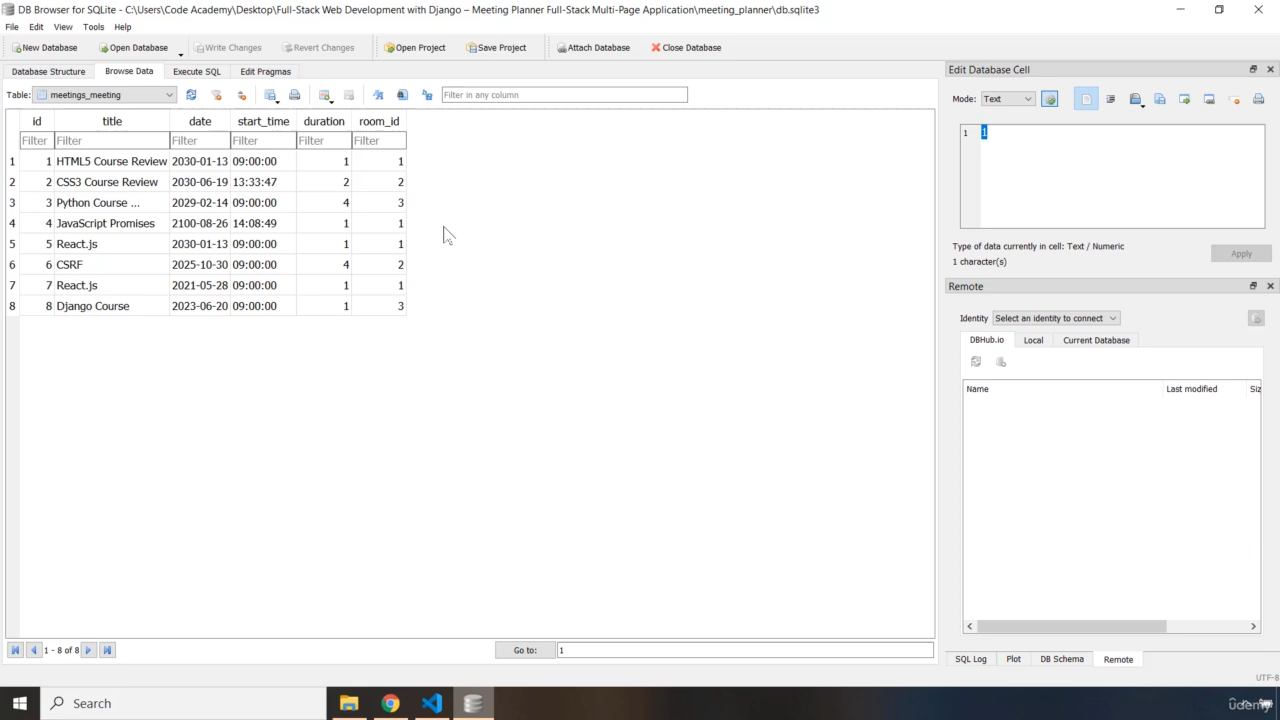 DB Browser for SQLite - C:\Users\Code Academy\Desktop\Full-Stack Web Development with Django – Meeting Planner Full-Stack Multi-Page Application\meeting_planner\db.sqlite3
File Edit View Tools Help
New Database Open Database Write Changes Revert Changes Open Project Save Project Attach Database Close Database
Database Structure Browse Data Execute SQL Edit Pragmas
Table: meetings_meeting Filter in any column
id title date start_time duration room_id
Filter Filter Filter Filter Filter Filter
1 1 HTML5 Course Review 2030-01-13 09:00:00 1 1
2 2 CSS3 Course Review 2030-06-19 13:33:47 2 2
3 3 Python Course ... 2029-02-14 09:00:00 4 3
4 4 JavaScript Promises 2100-08-26 14:08:49 1 1
5 5 React.js 2030-01-13 09:00:00 1 1
6 6 CSRF 2025-10-30 09:00:00 4 2
7 7 React.js 2021-05-28 09:00:00 1 1
8 8 Django Course 2023-06-20 09:00:00 1 3
1 - 8 of 8 Go to: 1
Edit Database Cell
Mode: Text
1 1
Type of data currently in cell: Text / Numeric
1 character(s)
Apply
Remote
Identity Select an identity to connect
DBHub.io Local Current Database
Name Last modified Siz
SQL Log Plot DB Schema Remote
UTF-8
Search
udemy